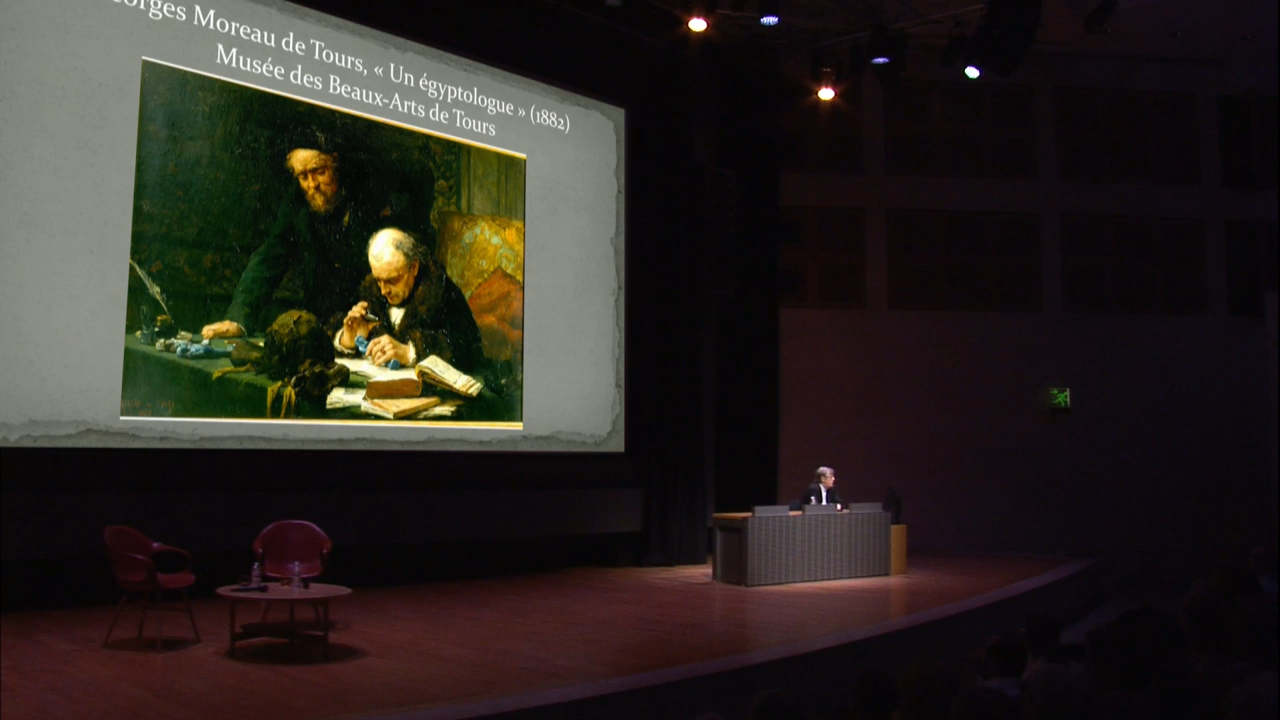 orges Moreau de Tours, « Un égyptologue » (1882)
Musée des Beaux-Arts de Tours